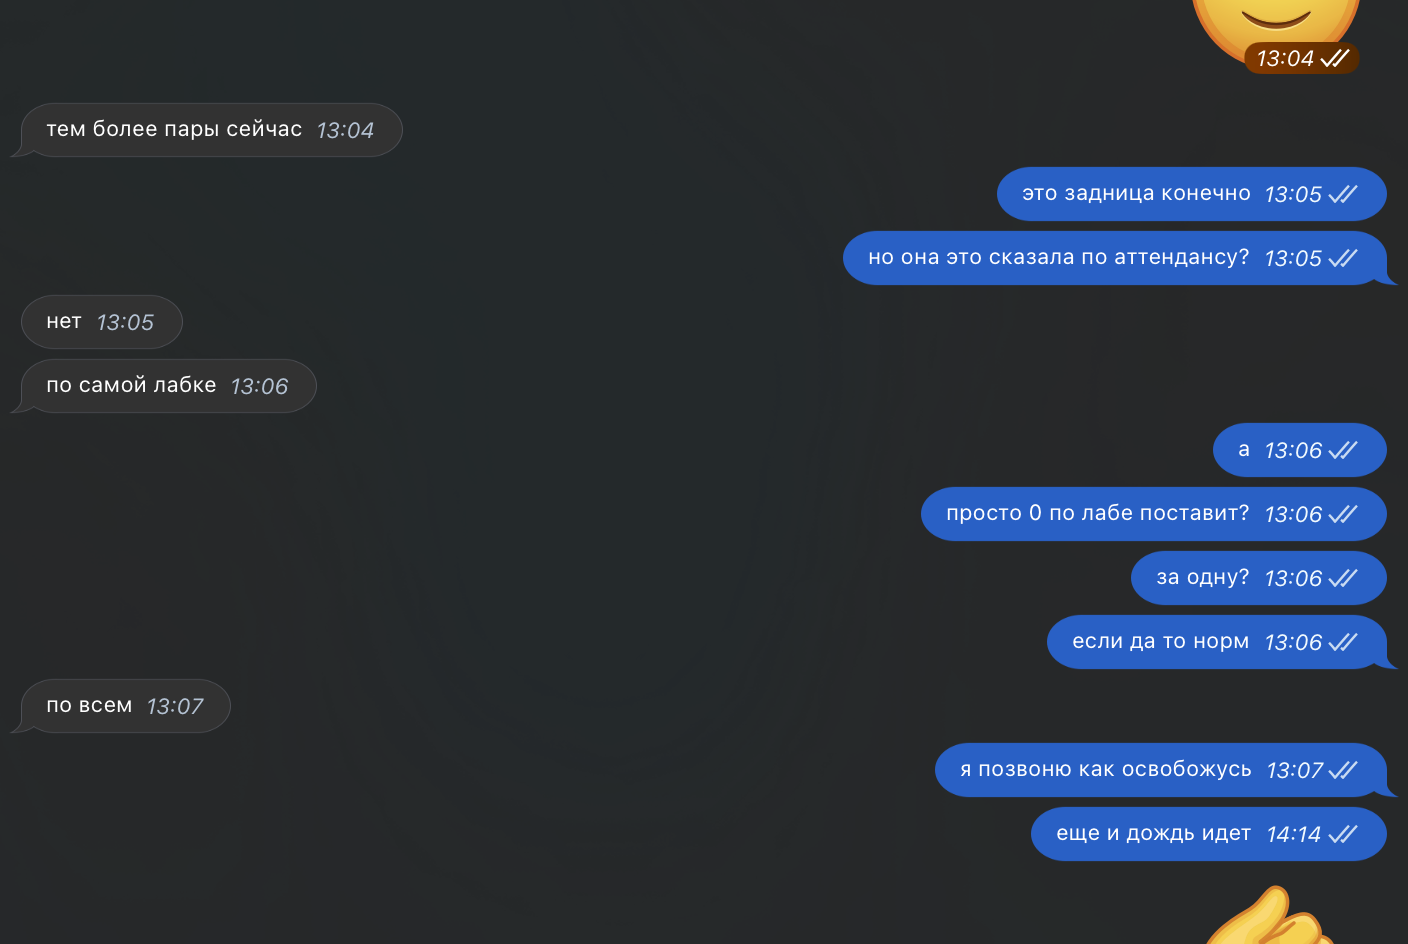 13:04
тем более пары сейчас 13:04
это задница конечно 13:05
но она это сказала по аттендансу? 13:05
нет 13:05
по самой лабке 13:06
а 13:06
просто 0 по лабе поставит? 13:06
за одну? 13:06
если да то норм 13:06
по всем 13:07
я позвоню как освобожусь 13:07
еще и дождь идет 14:14